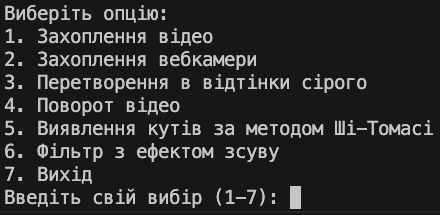 Виберіть опцію:
1. Захоплення відео
2. Захоплення вебкамери
3. Перетворення в відтінки сірого
4. Поворот відео
5. Виявлення кутів за методом Ші-Томасі
6. Фільтр з ефектом зсуву
7. Вихід
Введіть свій вибір (1-7):